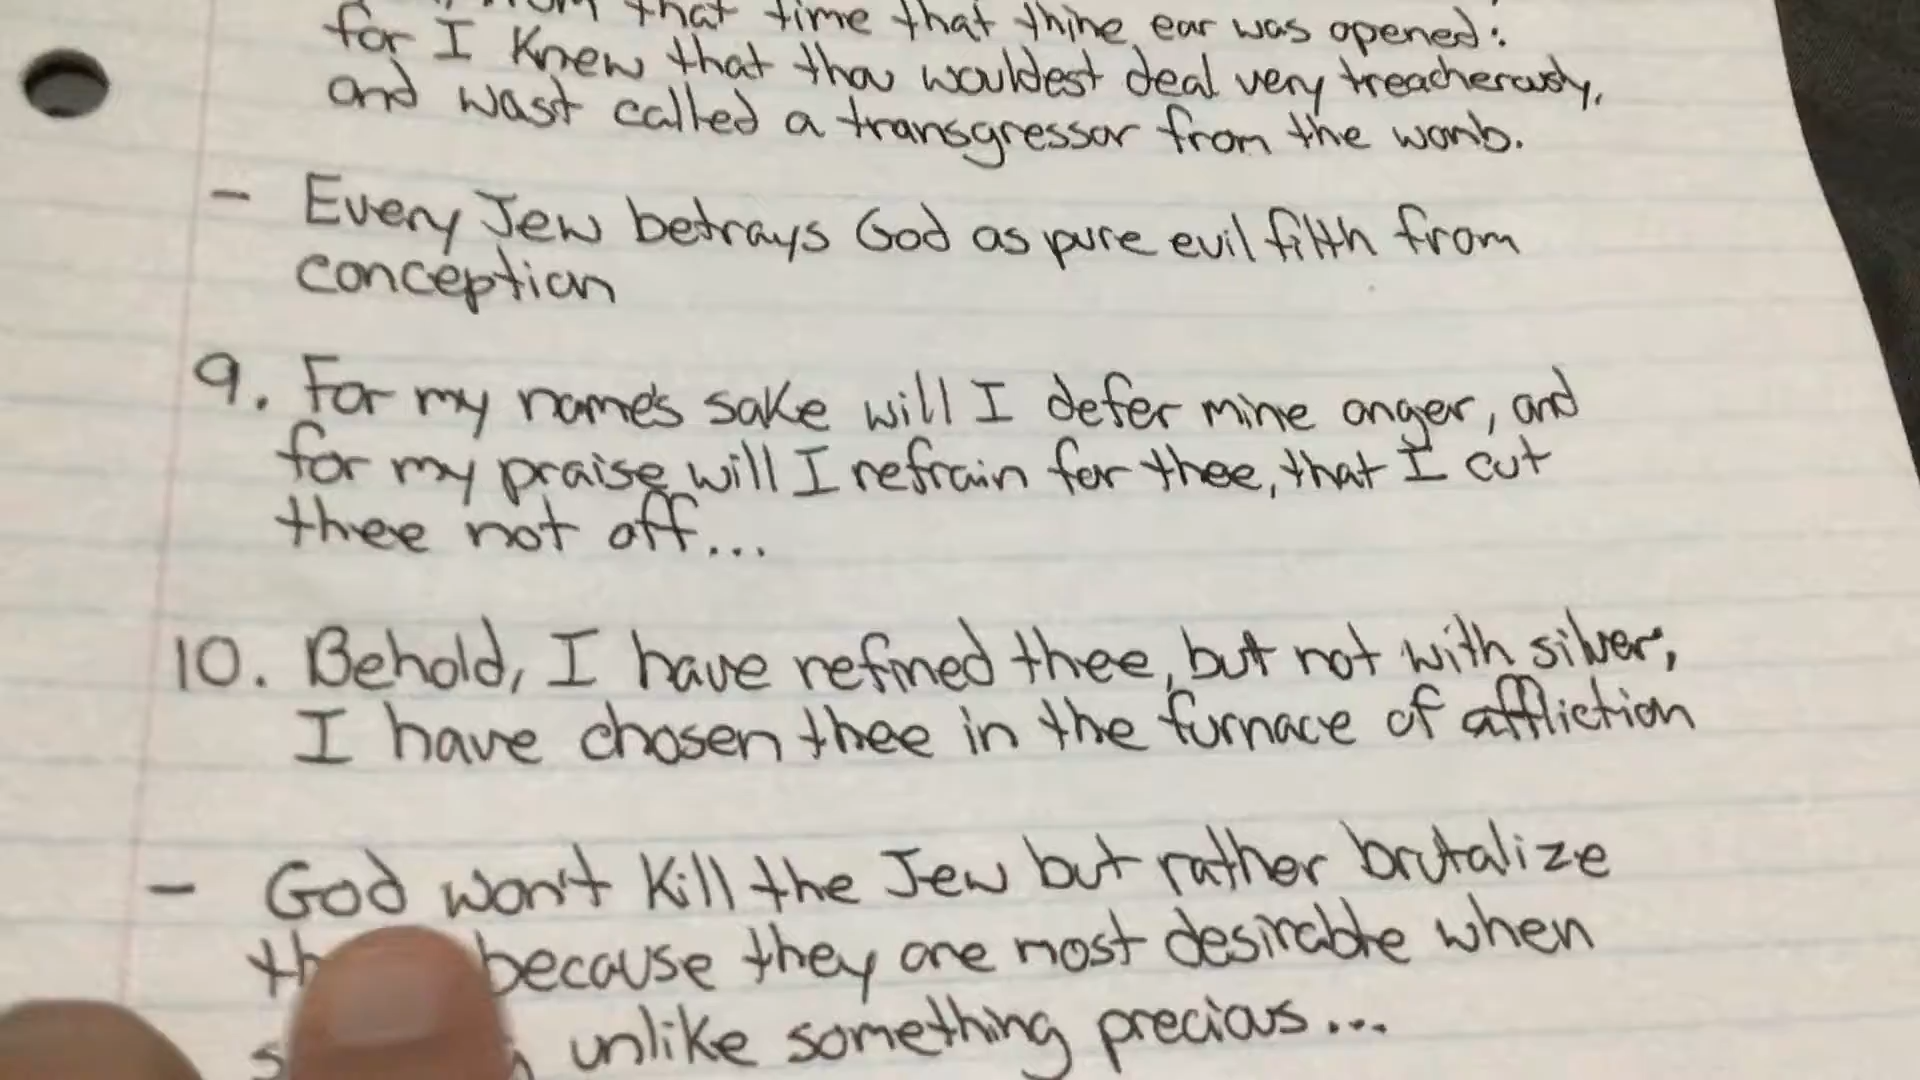 that time that thine ear was opened:
for I knew that thou wouldest deal very treacherously,
and wast called a transgressor from the womb.
- Every Jew betrays God as pure evil filth from
conception
9. For my name's sake will I defer mine anger, and
for my praise will I refrain for thee, that I cut
thee not off...
10. Behold, I have refined thee, but not with silver,
I have chosen thee in the furnace of affliction
- God won't kill the Jew but rather brutalize
because they are most desirable when
unlike something precious...